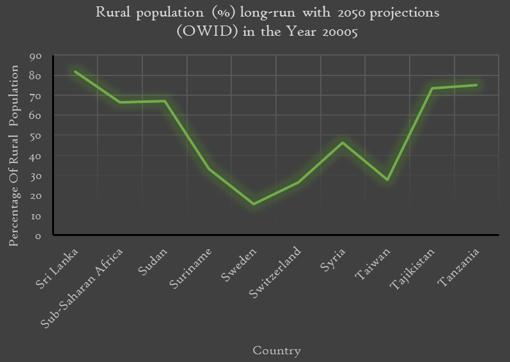 Rural population (%) long-run with 2050 projections
(OWID) in the Year 20005
Percentage Of Rural Population
90
80
70
60
50
40
30
20
10
0
Sri Lanka
Sub-Saharan Africa
Sudan
Suriname
Sweden
Switzerland
Syria
Taiwan
Tajikistan
Tanzania
Country